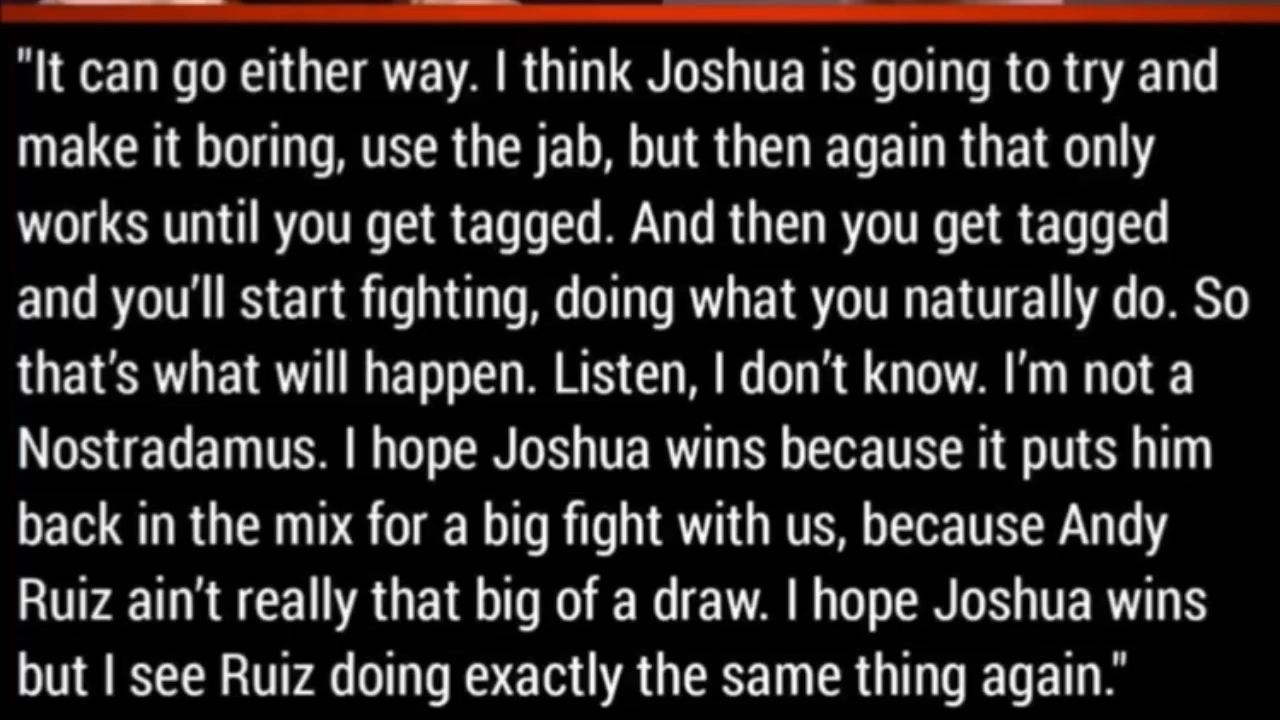 "It can go either way. I think Joshua is going to try and
make it boring, use the jab, but then again that only
works until you get tagged. And then you get tagged
and you’ll start fighting, doing what you naturally do. So
that’s what will happen. Listen, I don’t know. I’m not a
Nostradamus. I hope Joshua wins because it puts him
back in the mix for a big fight with us, because Andy
Ruiz ain’t really that big of a draw. I hope Joshua wins
but I see Ruiz doing exactly the same thing again."